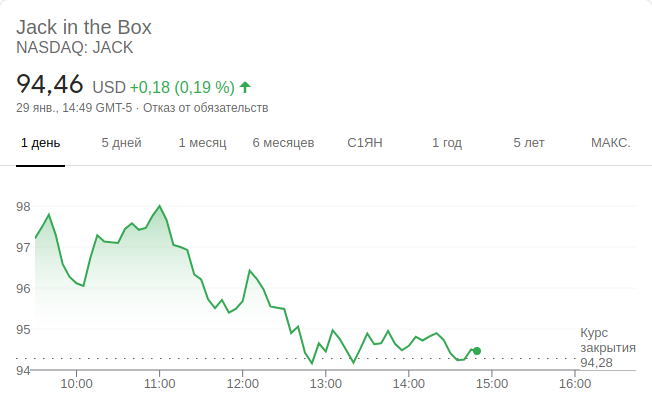 Jack in the Box
NASDAQ: JACK
94,46 USD +0,18 (0,19 %)
29 янв., 14:49 GMT-5 · Отказ от обязательств
1 день 5 дней 1 месяц 6 месяцев С1ЯН 1 год 5 лет МАКС.
98
97
96
95
Курс
закрытия
94,28
94
10:00 11:00 12:00 13:00 14:00 15:00 16:00